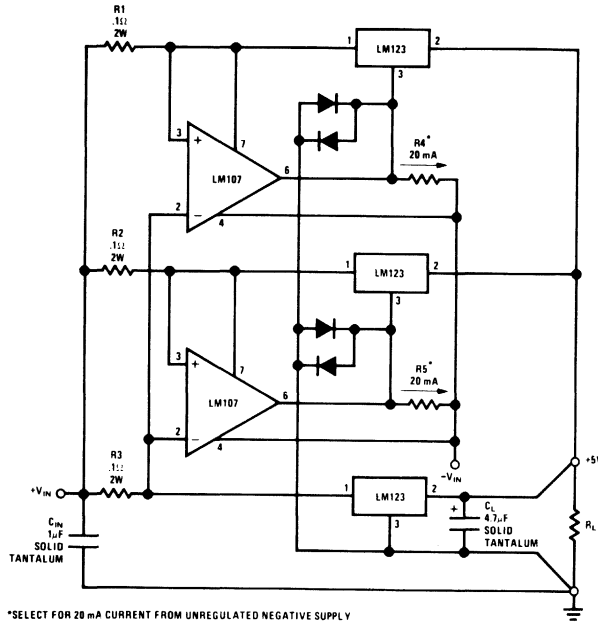 R1
.1Ω
2W
1
LM123
2
3
R4*
20 mA
3
+
7
LM107
6
2
−
4
R2
.1Ω
2W
1
LM123
2
3
R5*
20 mA
3
+
7
LM107
6
2
−
4
R3
.1Ω
2W
+VIN
−VIN
+5V
1
LM123
2
3
+
CL
4.7μF
SOLID
TANTALUM
RL
CIN
1μF
SOLID
TANTALUM
*SELECT FOR 20 mA CURRENT FROM UNREGULATED NEGATIVE SUPPLY